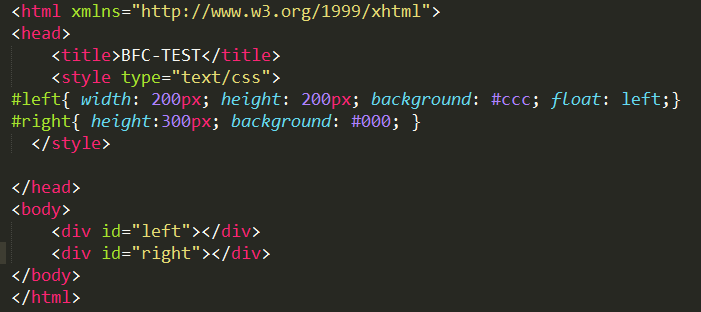 <html xmlns="http://www.w3.org/1999/xhtml">
<head>
    <title>BFC-TEST</title>
    <style type="text/css">
#left{ width: 200px; height: 200px; background: #ccc; float: left;}
#right{ height:300px; background: #000; }
  </style>
</head>
<body>
    <div id="left"></div>
    <div id="right"></div>
</body>
</html>